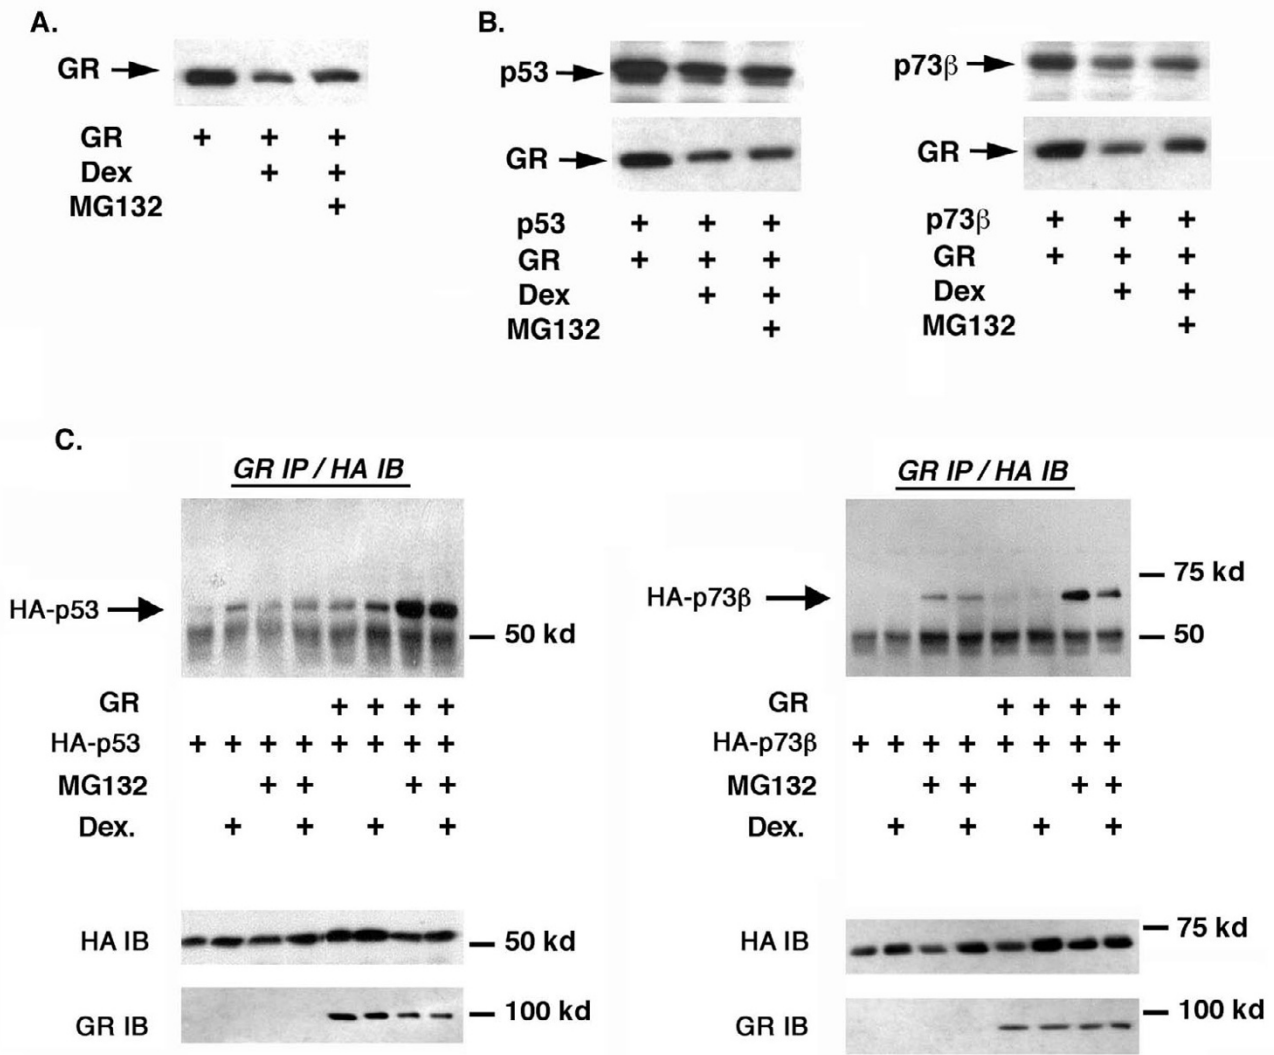 A.
GR
GR + + +
Dex + +
MG132 +
B.
p53
GR
p53 + + +
GR + + +
Dex + +
MG132 +
p73β
GR
p73β + + +
GR + + +
Dex + +
MG132 +
C.
GR IP / HA IB
HA-p53
50 kd
GR + + + +
HA-p53 + + + + + + + +
MG132 + + + +
Dex. + + + +
HA IB
50 kd
GR IB
100 kd
GR IP / HA IB
75 kd
HA-p73β
50
GR + + + +
HA-p73β + + + + + + + +
MG132 + + + +
Dex. + + + +
75 kd
HA IB
100 kd
GR IB